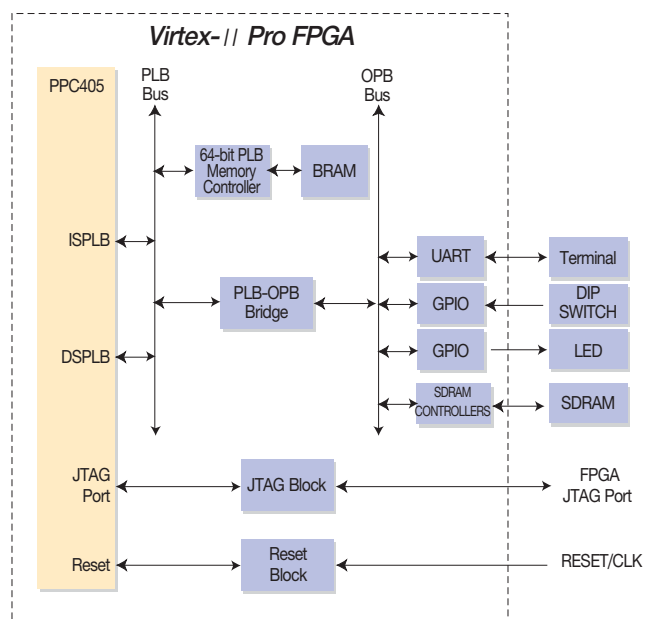 Virtex-II Pro FPGA
PPC405
PLB
Bus
OPB
Bus
64-bit PLB
Memory
Controller
BRAM
ISPLB
UART
Terminal
PLB-OPB
Bridge
GPIO
DIP
SWITCH
DSPLB
GPIO
LED
SDRAM
CONTROLLERS
SDRAM
JTAG
Port
JTAG Block
FPGA
JTAG Port
Reset
Reset
Block
RESET/CLK